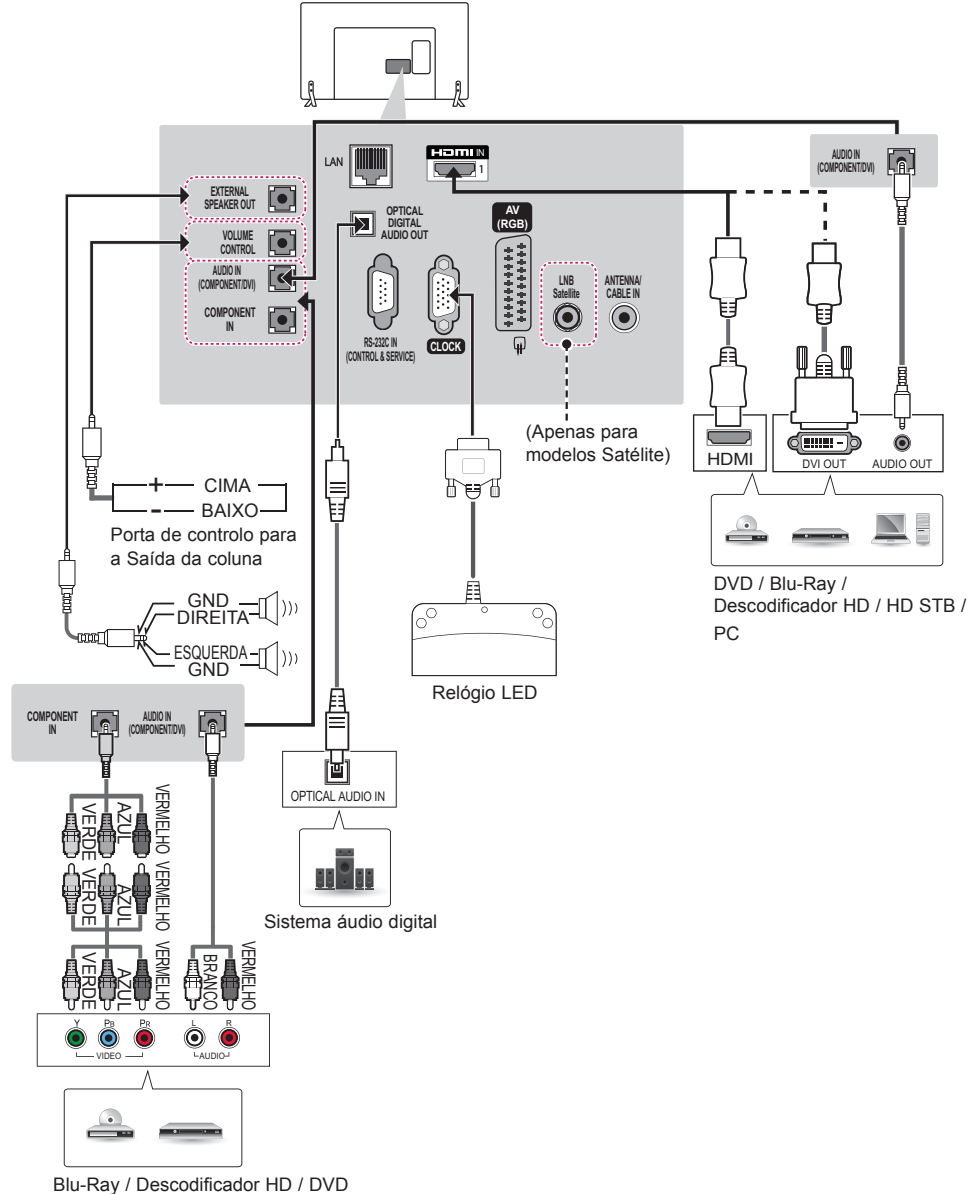 LAN
HDMI IN
1
AUDIO IN
(COMPONENT/DVI)
EXTERNAL
SPEAKER OUT
OPTICAL
DIGITAL
AUDIO OUT
AV
(RGB)
VOLUME
CONTROL
AUDIO IN
(COMPONENT/DVI)
COMPONENT
IN
LNB
Satellite
ANTENNA/
CABLE IN
RS-232C IN
(CONTROL & SERVICE)
CLOCK
(Apenas para
modelos Satélite)
HDMI
DVI OUT
AUDIO OUT
+ CIMA
- BAIXO
Porta de controlo para
a Saída da coluna
DVD / Blu-Ray /
Descodificador HD / HD STB /
PC
GND
DIREITA
ESQUERDA
GND
Relógio LED
COMPONENT
IN
AUDIO IN
(COMPONENT/DVI)
OPTICAL AUDIO IN
VERDE
AZUL
VERMELHO
VERDE
AZUL
VERMELHO
Sistema áudio digital
VERDE
AZUL
VERMELHO
BRANCO
VERMELHO
Y
PB
PR
L
R
VIDEO
AUDIO
Blu-Ray / Descodificador HD / DVD